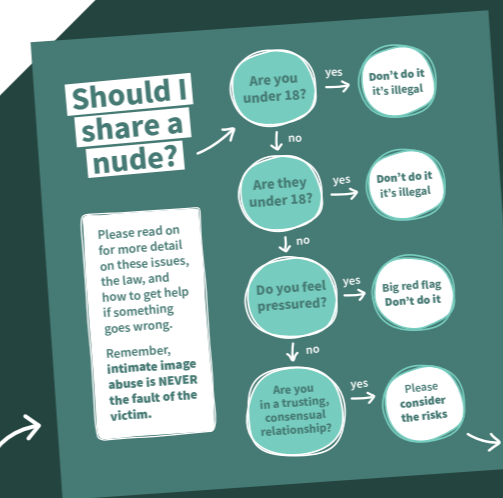 Should I
share a
nude?
Are you
under 18?
yes
Don't do it
it's illegal
no
Are they
under 18?
yes
Don't do it
it's illegal
no
Do you feel
pressured?
yes
Big red flag
Don't do it
no
Are you
in a trusting,
consensual
relationship?
yes
Please
consider
the risks
Please read on
for more detail
on these issues,
the law, and
how to get help
if something
goes wrong.
Remember,
intimate image
abuse is NEVER
the fault of the
victim.